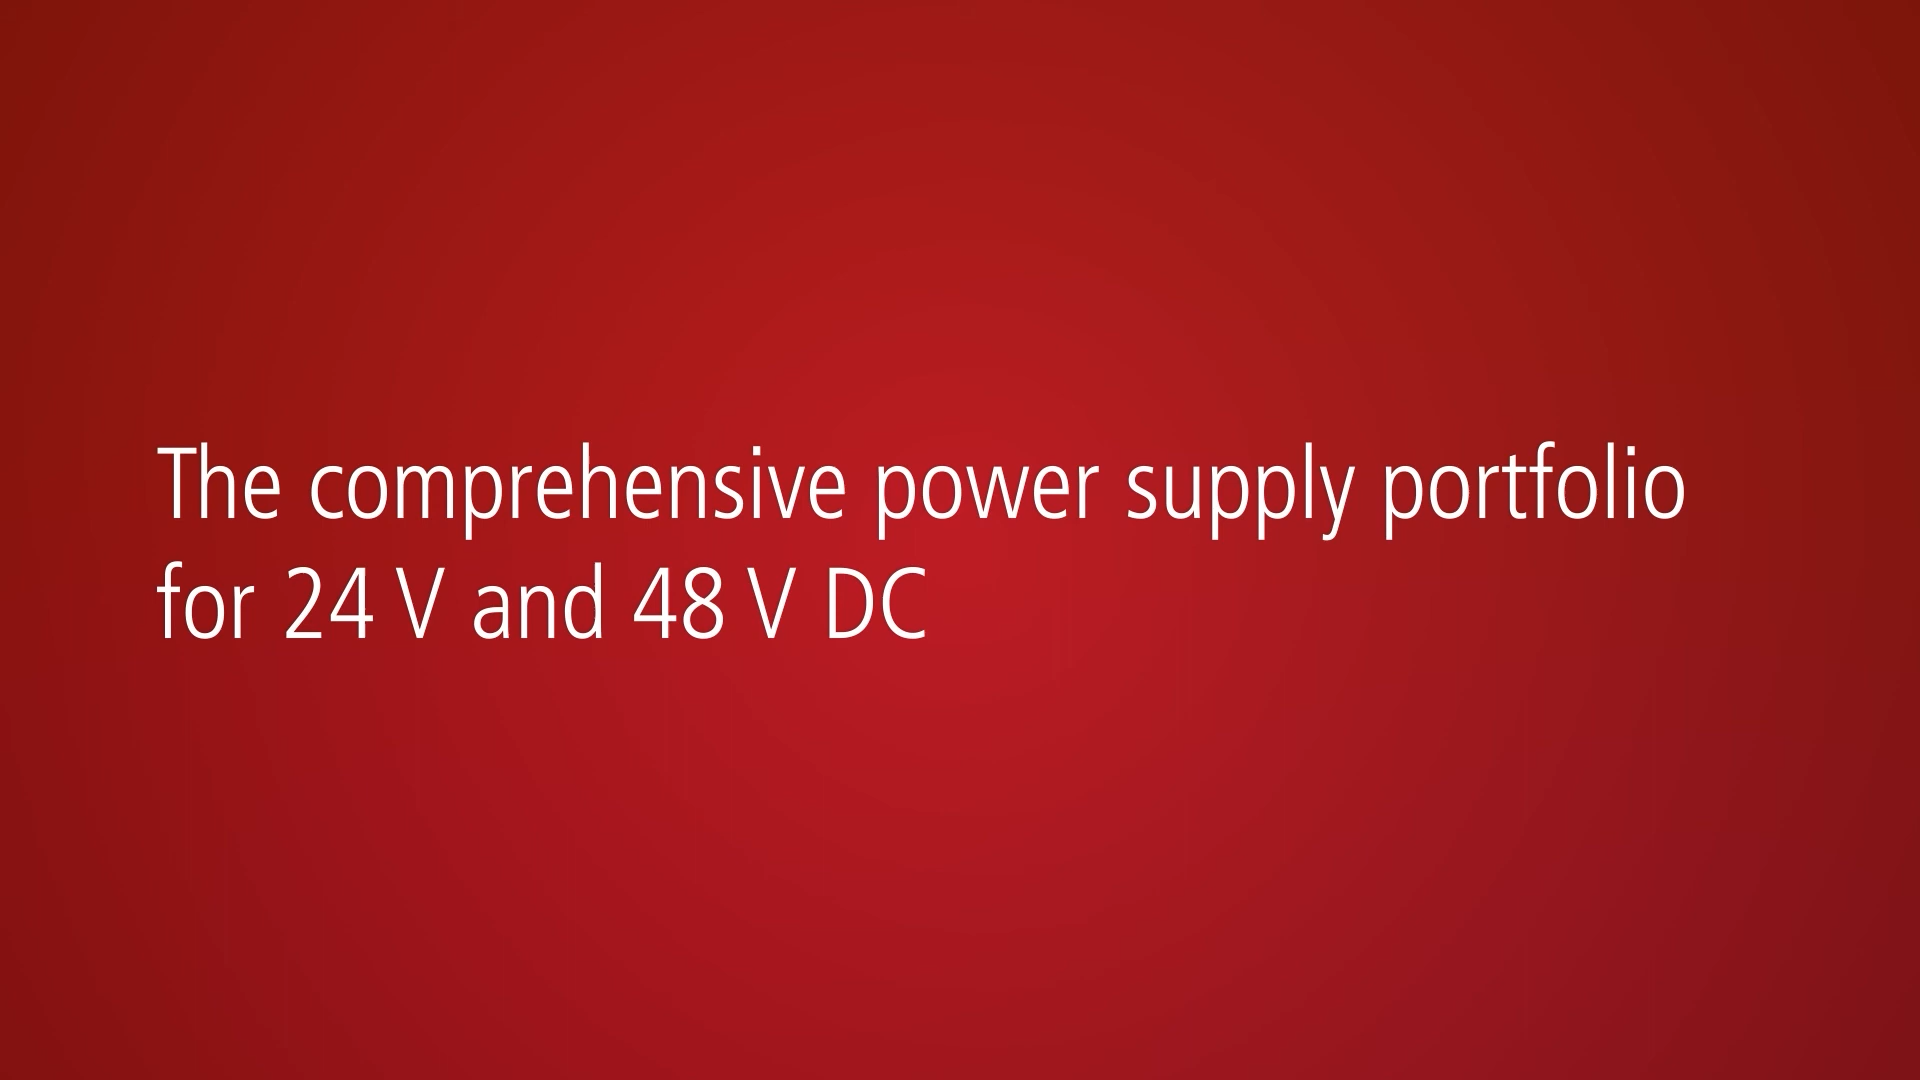 The comprehensive power supply portfolio
for 24 V and 48 V DC